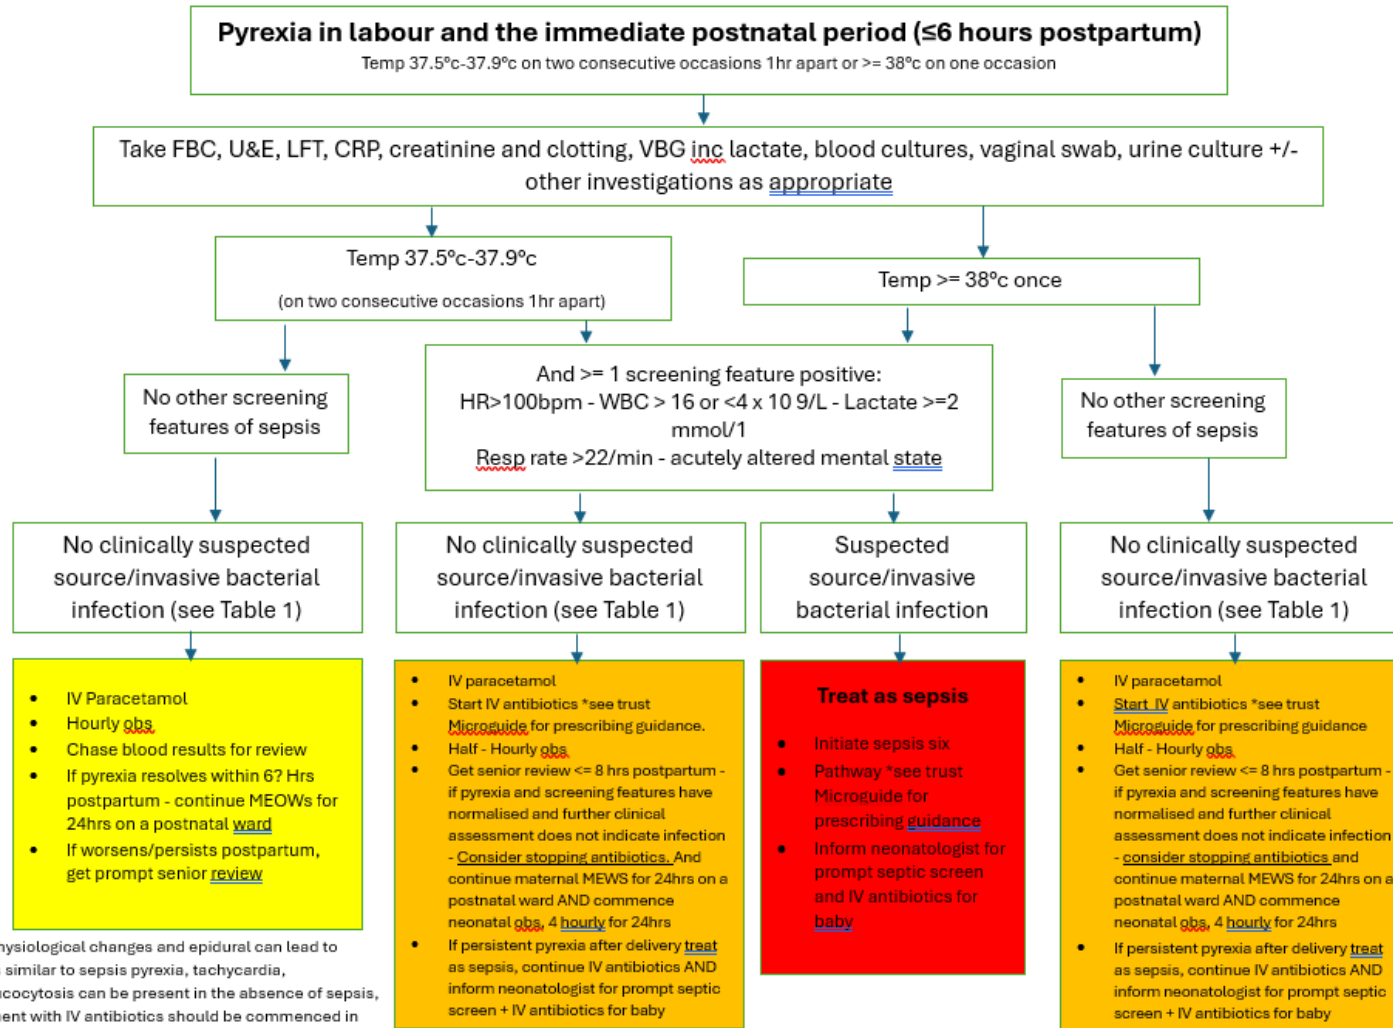 Pyrexia in labour and the immediate postnatal period (≤6 hours postpartum)
Temp 37.5ºc-37.9ºc on two consecutive occasions 1hr apart or >= 38ºc on one occasion
Take FBC, U&E, LFT, CRP, creatinine and clotting, VBG inc lactate, blood cultures, vaginal swab, urine culture +/-
other investigations as appropriate
Temp 37.5ºc-37.9ºc
(on two consecutive occasions 1hr apart)
Temp >= 38ºc once
No other screening
features of sepsis
And >= 1 screening feature positive:
HR>100bpm - WBC > 16 or <4 x 10 9/L - Lactate >=2
mmol/1
Resp rate >22/min - acutely altered mental state
No other screening
features of sepsis
No clinically suspected
source/invasive bacterial
infection (see Table 1)
No clinically suspected
source/invasive bacterial
infection (see Table 1)
Suspected
source/invasive
bacterial infection
No clinically suspected
source/invasive bacterial
infection (see Table 1)
• IV Paracetamol
• Hourly obs
• Chase blood results for review
• If pyrexia resolves within 6? Hrs
postpartum - continue MEOWs for
24hrs on a postnatal ward
• If worsens/persists postpartum,
get prompt senior review
• IV paracetamol
• Start IV antibiotics *see trust
Microguide for prescribing guidance.
• Half - Hourly obs
• Get senior review <= 8 hrs postpartum -
if pyrexia and screening features have
normalised and further clinical
assessment does not indicate infection
- Consider stopping antibiotics. And
continue maternal MEWS for 24hrs on a
postnatal ward AND commence
neonatal obs, 4 hourly for 24hrs
• If persistent pyrexia after delivery treat
as sepsis, continue IV antibiotics AND
inform neonatologist for prompt septic
screen + IV antibiotics for baby
Treat as sepsis
• Initiate sepsis six
• Pathway *see trust
Microguide for
prescribing guidance
• Inform neonatologist for
prompt septic screen
and IV antibiotics for
baby
• IV paracetamol
• Start IV antibiotics *see trust
Microguide for prescribing guidance
• Half - Hourly obs
• Get senior review <= 8 hrs postpartum -
if pyrexia and screening features have
normalised and further clinical
assessment does not indicate infection
- consider stopping antibiotics and
continue maternal MEWS for 24hrs on a
postnatal ward AND commence
neonatal obs, 4 hourly for 24hrs
• If persistent pyrexia after delivery treat
as sepsis, continue IV antibiotics AND
inform neonatologist for prompt septic
screen + IV antibiotics for baby
hysiological changes and epidural can lead to
similar to sepsis pyrexia, tachycardia,
ucocytosis can be present in the absence of sepsis,
ent with IV antibiotics should be commenced in